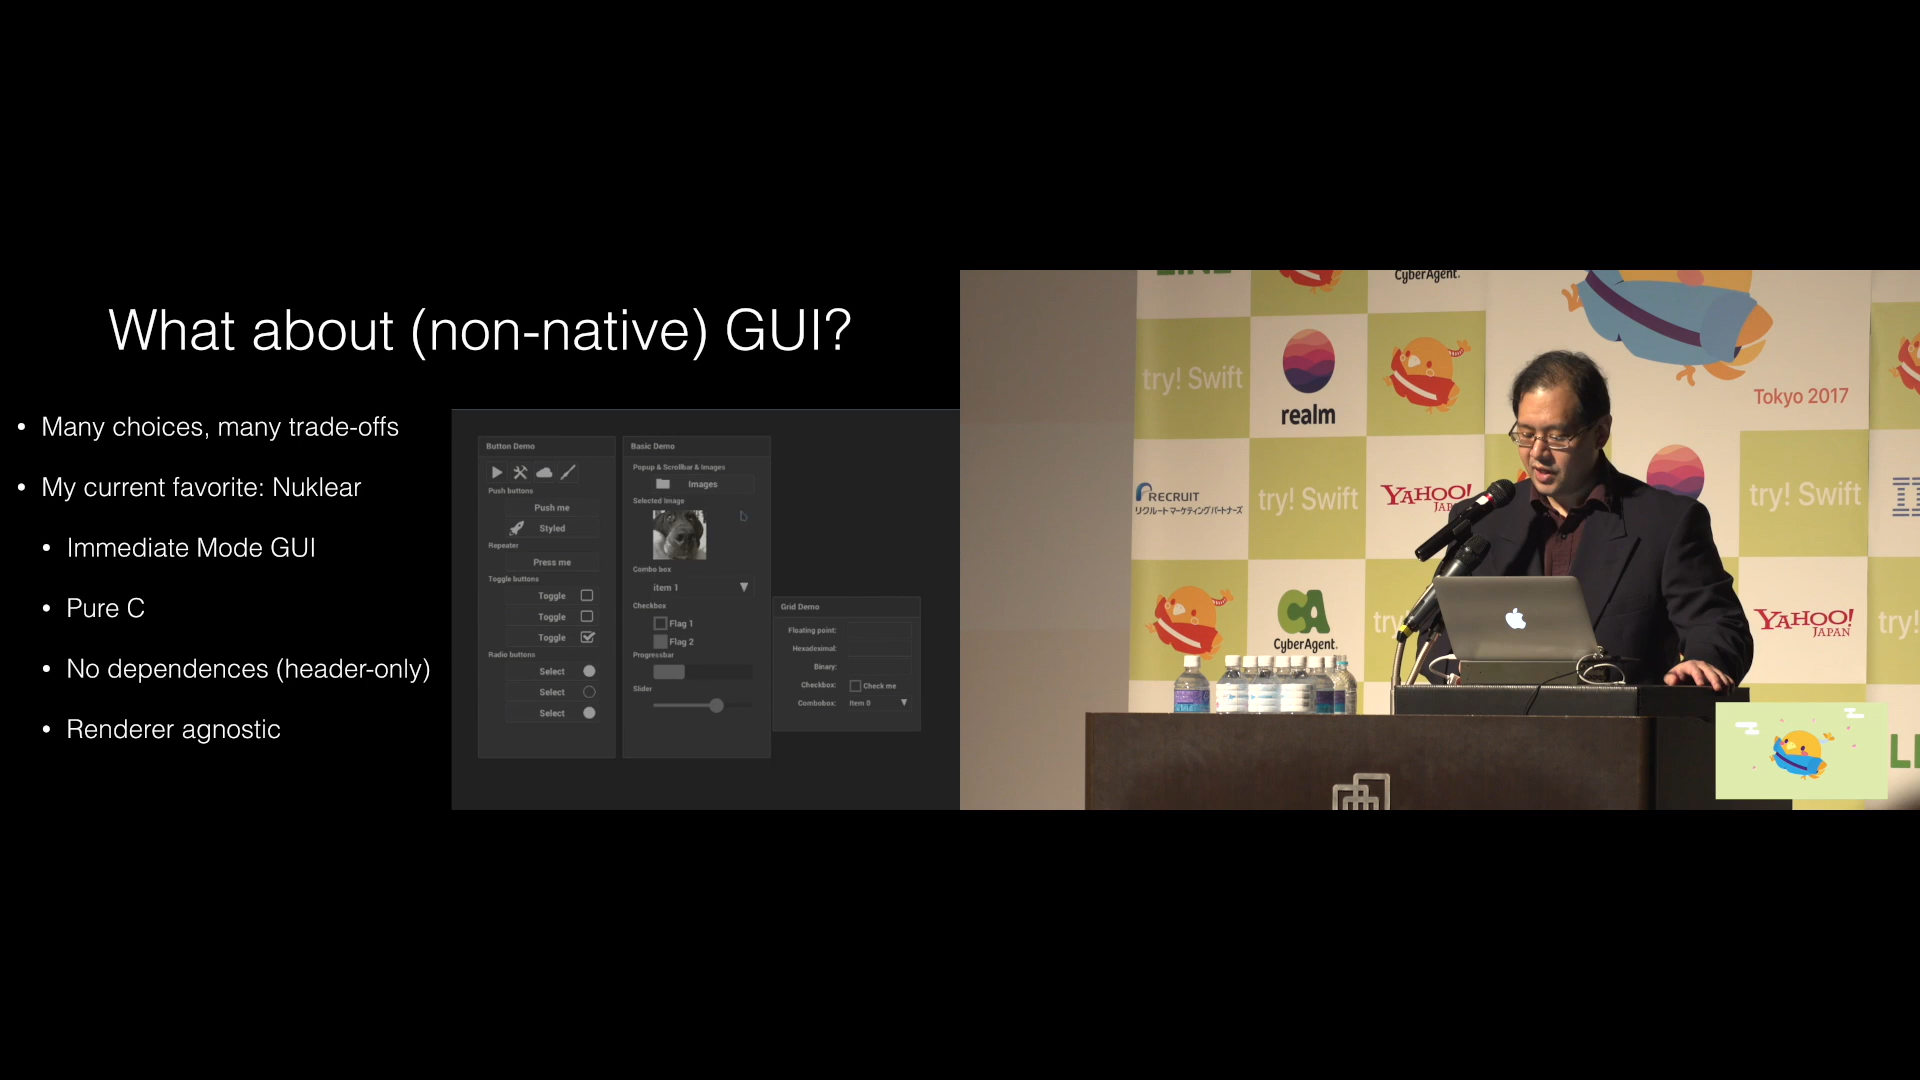 What about (non-native) GUI?
• Many choices, many trade-offs
• My current favorite: Nuklear
• Immediate Mode GUI
• Pure C
• No dependences (header-only)
• Renderer agnostic
Button Demo
Push buttons
Push me
Styled
Repeater
Press me
Toggle buttons
Toggle
Toggle
Toggle
Radio buttons
Select
Select
Select
Basic Demo
Popup & Scrollbar & Images
Images
Selected Image
Combo box
item 1
Checkbox
Flag 1
Flag 2
Progressbar
Slider
Grid Demo
Floating point:
Hexadecimal:
Binary:
Checkbox:
Check me
Combobox:
Item 0
CyberAgent.
try! Swift
realm
Tokyo 2017
RECRUIT
リクルート マーケティングパートナーズ
try! Swift
YAHOO!
JAPAN
try! Swift
CA
CyberAgent.
try!
YAHOO!
JAPAN
try!